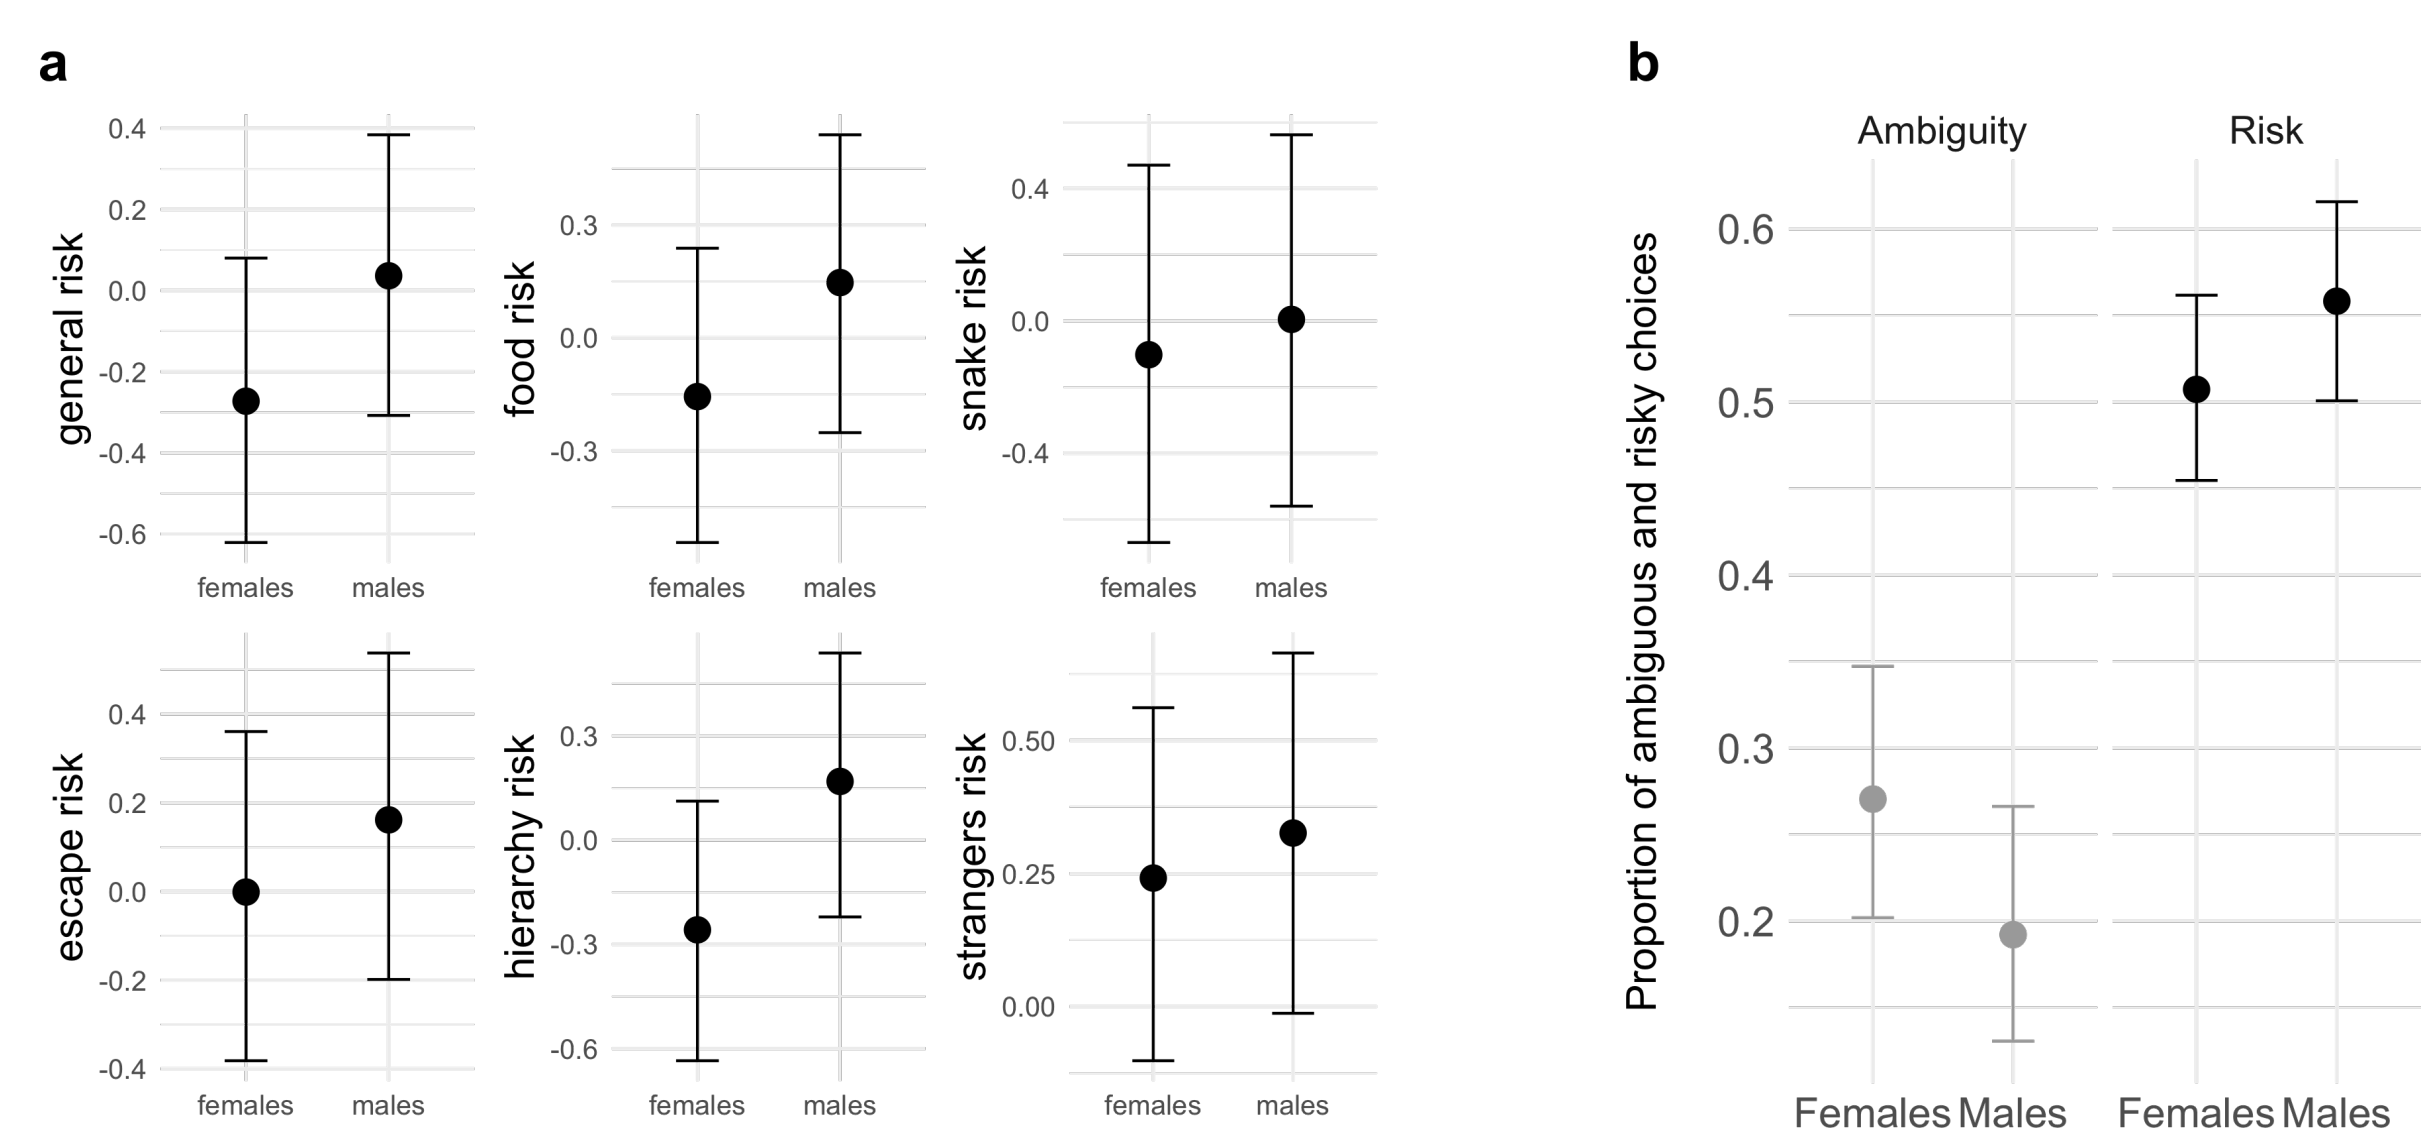 a
general risk
0.4
0.2
0.0
-0.2
-0.4
-0.6
females males
food risk
0.3
0.0
-0.3
females males
snake risk
0.4
0.0
-0.4
females males
escape risk
0.4
0.2
0.0
-0.2
-0.4
females males
hierarchy risk
0.3
0.0
-0.3
-0.6
females males
strangers risk
0.50
0.25
0.00
females males
b
Ambiguity Risk
Proportion of ambiguous and risky choices
0.6
0.5
0.4
0.3
0.2
Females Males Females Males